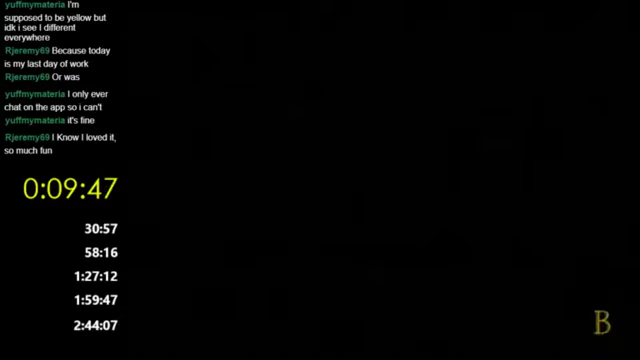 yuffmymateria I'm
supposed to be yellow but
idk i see I different
everywhere
Rjeremy69 Because today
is my last day of work
Rjeremy69 Or was
yuffmymateria I only ever
chat on the app so i can't
yuffmymateria it's fine
Rjeremy69 I Know I loved it,
so much fun
0:09:47
30:57
58:16
1:27:12
1:59:47
2:44:07
B